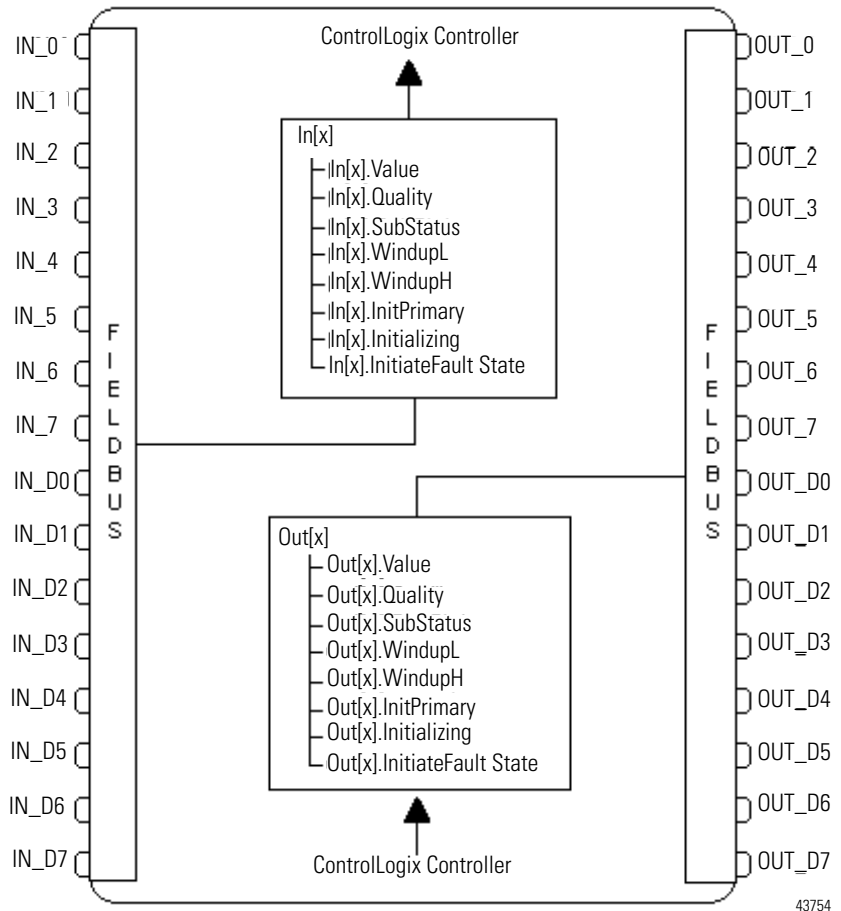 IN_0
IN_1
IN_2
IN_3
IN_4
IN_5
IN_6
IN_7
IN_D0
IN_D1
IN_D2
IN_D3
IN_D4
IN_D5
IN_D6
IN_D7
FIELDBUS
ControlLogix Controller
In[x]
In[x].Value
In[x].Quality
In[x].SubStatus
In[x].WindupL
In[x].WindupH
In[x].InitPrimary
In[x].Initializing
In[x].InitiateFault State
Out[x]
Out[x].Value
Out[x].Quality
Out[x].SubStatus
Out[x].WindupL
Out[x].WindupH
Out[x].InitPrimary
Out[x].Initializing
Out[x].InitiateFault State
ControlLogix Controller
FIELDBUS
OUT_0
OUT_1
OUT_2
OUT_3
OUT_4
OUT_5
OUT_6
OUT_7
OUT_D0
OUT_D1
OUT_D2
OUT_D3
OUT_D4
OUT_D5
OUT_D6
OUT_D7
43754